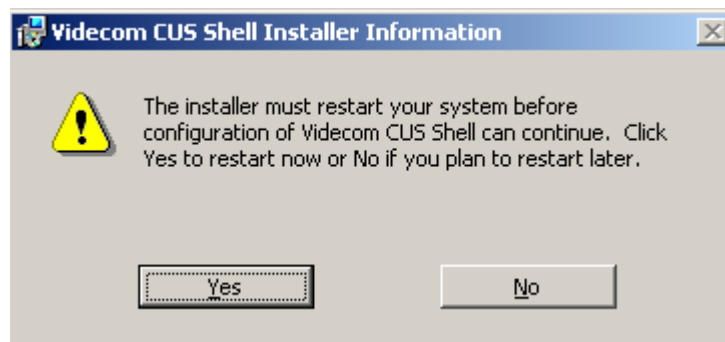 Videcom CUS Shell Installer Information
The installer must restart your system before
configuration of Videcom CUS Shell can continue. Click
Yes to restart now or No if you plan to restart later.
Yes
No